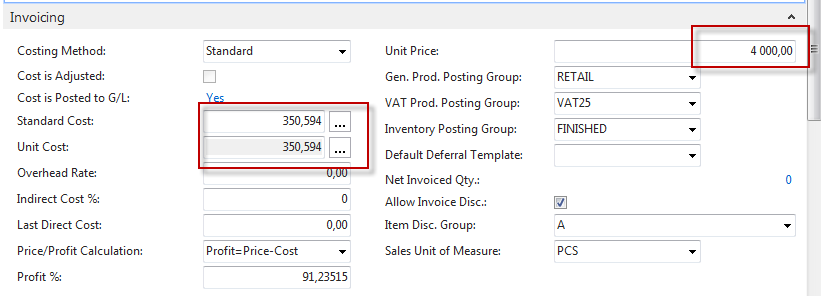 Invoicing
Costing Method: Standard
Cost is Adjusted:
Cost is Posted to G/L: Yes
Standard Cost: 350,594 ...
Unit Cost: 350,594 ...
Overhead Rate: 0,00
Indirect Cost %: 0
Last Direct Cost: 0,00
Price/Profit Calculation: Profit=Price-Cost
Profit %: 91,23515
Unit Price: 4 000,00
Gen. Prod. Posting Group: RETAIL
VAT Prod. Posting Group: VAT25
Inventory Posting Group: FINISHED
Default Deferral Template:
Net Invoiced Qty.: 0
Allow Invoice Disc.:
Item Disc. Group: A
Sales Unit of Measure: PCS